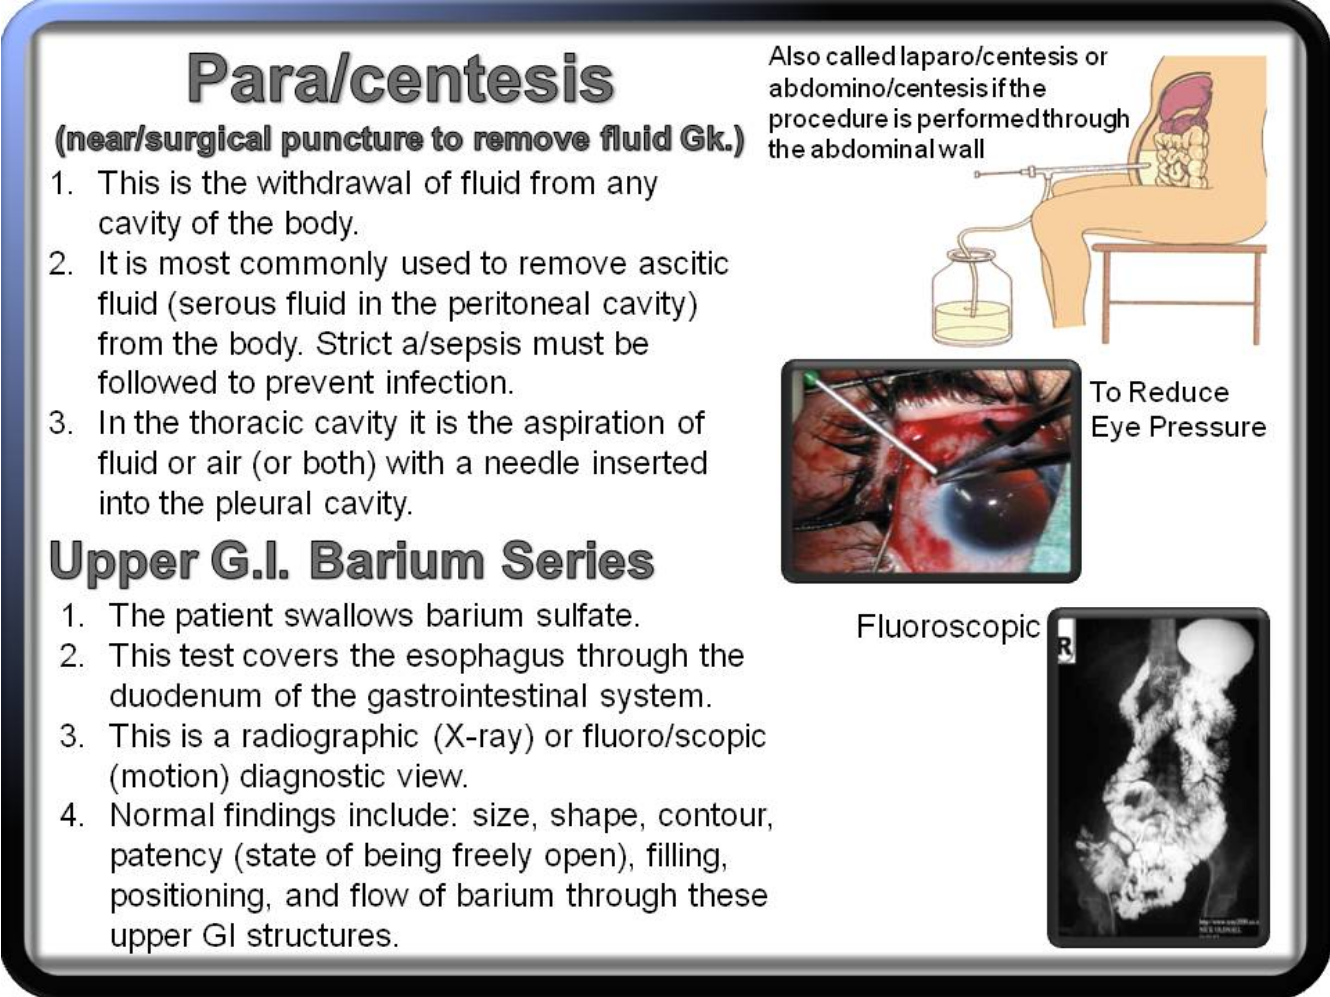 Para/centesis
(near/surgical puncture to remove fluid Gk.)
1. This is the withdrawal of fluid from any
cavity of the body.
2. It is most commonly used to remove ascitic
fluid (serous fluid in the peritoneal cavity)
from the body. Strict a/sepsis must be
followed to prevent infection.
3. In the thoracic cavity it is the aspiration of
fluid or air (or both) with a needle inserted
into the pleural cavity.
Also called laparo/centesis or
abdomino/centesis if the
procedure is performed through
the abdominal wall
To Reduce
Eye Pressure
Upper G.I. Barium Series
1. The patient swallows barium sulfate.
2. This test covers the esophagus through the
duodenum of the gastrointestinal system.
3. This is a radiographic (X-ray) or fluoro/scopic
(motion) diagnostic view.
4. Normal findings include: size, shape, contour,
patency (state of being freely open), filling,
positioning, and flow of barium through these
upper GI structures.
Fluoroscopic
R